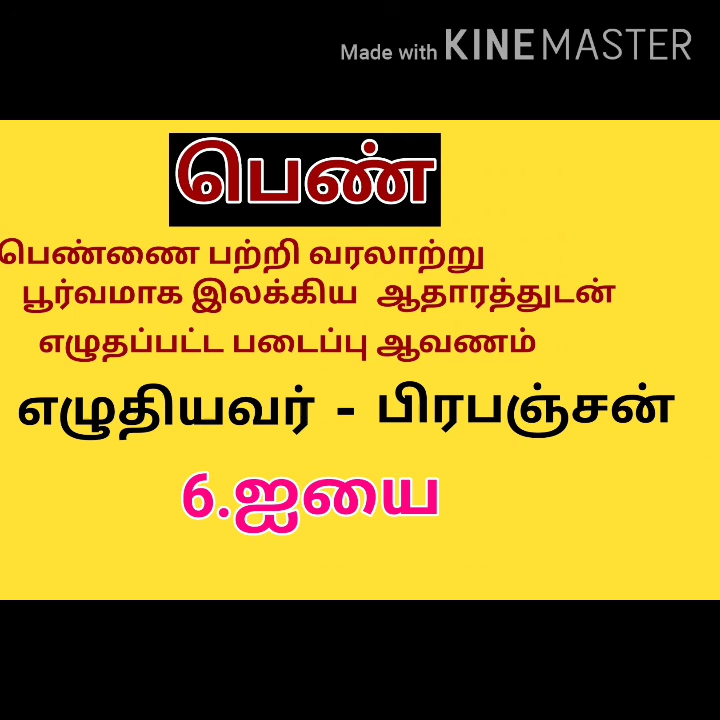 Made with KINEMASTER
பெண்
பெண்ணை பற்றி வரலாற்று
பூர்வமாக இலக்கிய ஆதாரத்துடன்
எழுதப்பட்ட படைப்பு ஆவணம்
எழுதியவர் - பிரபஞ்சன்
6.ஐயை